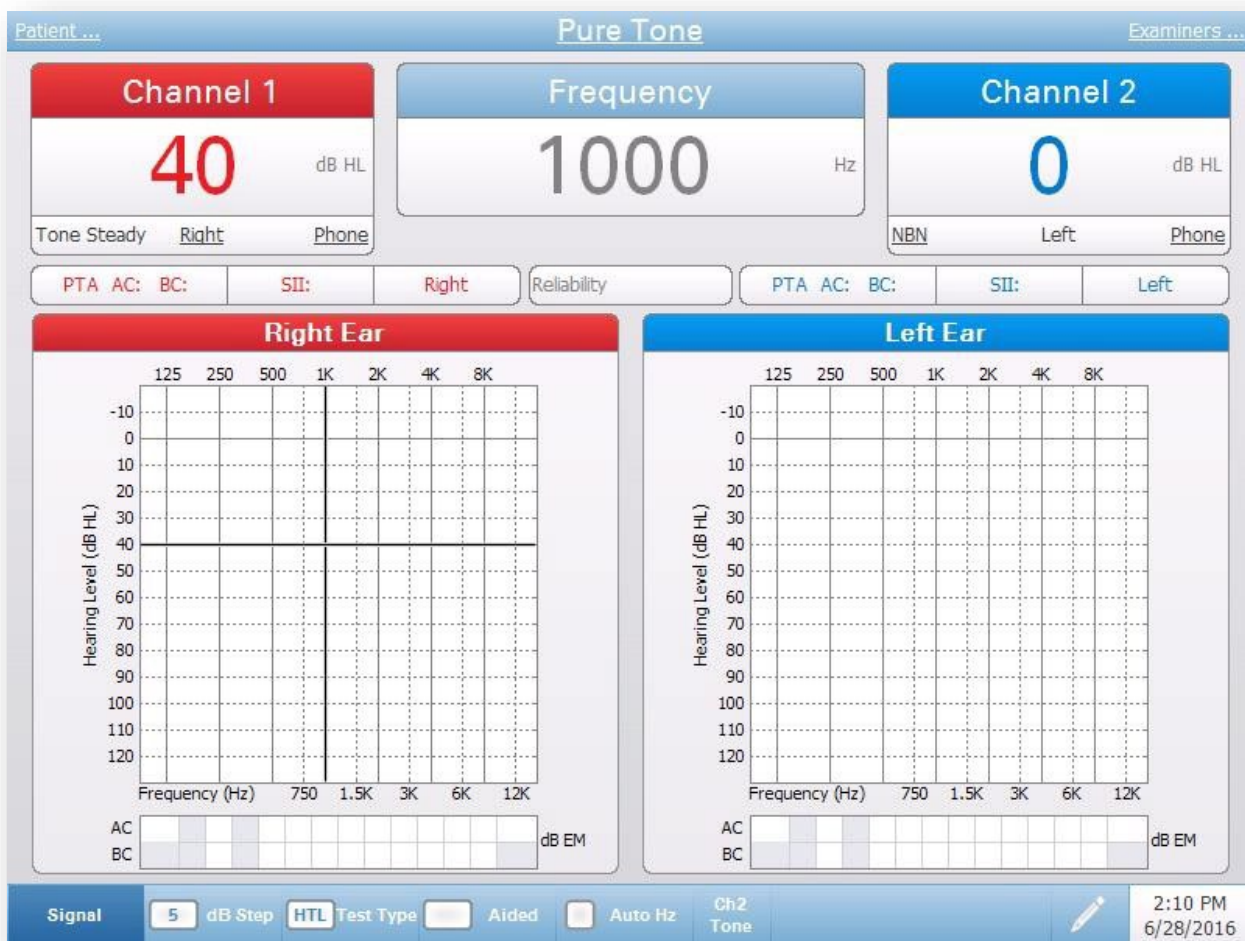 Patient ... Pure Tone Examiners ...
Channel 1 Frequency Channel 2
40 dB HL 1000 Hz 0 dB HL
Tone Steady Right Phone NBN Left Phone
PTA AC: BC: SII: Right Reliability PTA AC: BC: SII: Left
Right Ear
125 250 500 1K 2K 4K 8K
-10
0
10
20
30
40
50
60
70
80
90
100
110
120
Hearing Level (dB HL)
Frequency (Hz) 750 1.5K 3K 6K 12K
AC
BC
dB EM
Left Ear
125 250 500 1K 2K 4K 8K
-10
0
10
20
30
40
50
60
70
80
90
100
110
120
Hearing Level (dB HL)
Frequency (Hz) 750 1.5K 3K 6K 12K
AC
BC
dB EM
Signal 5 dB Step HTL Test Type Aided Auto Hz Ch2
Tone
2:10 PM
6/28/2016